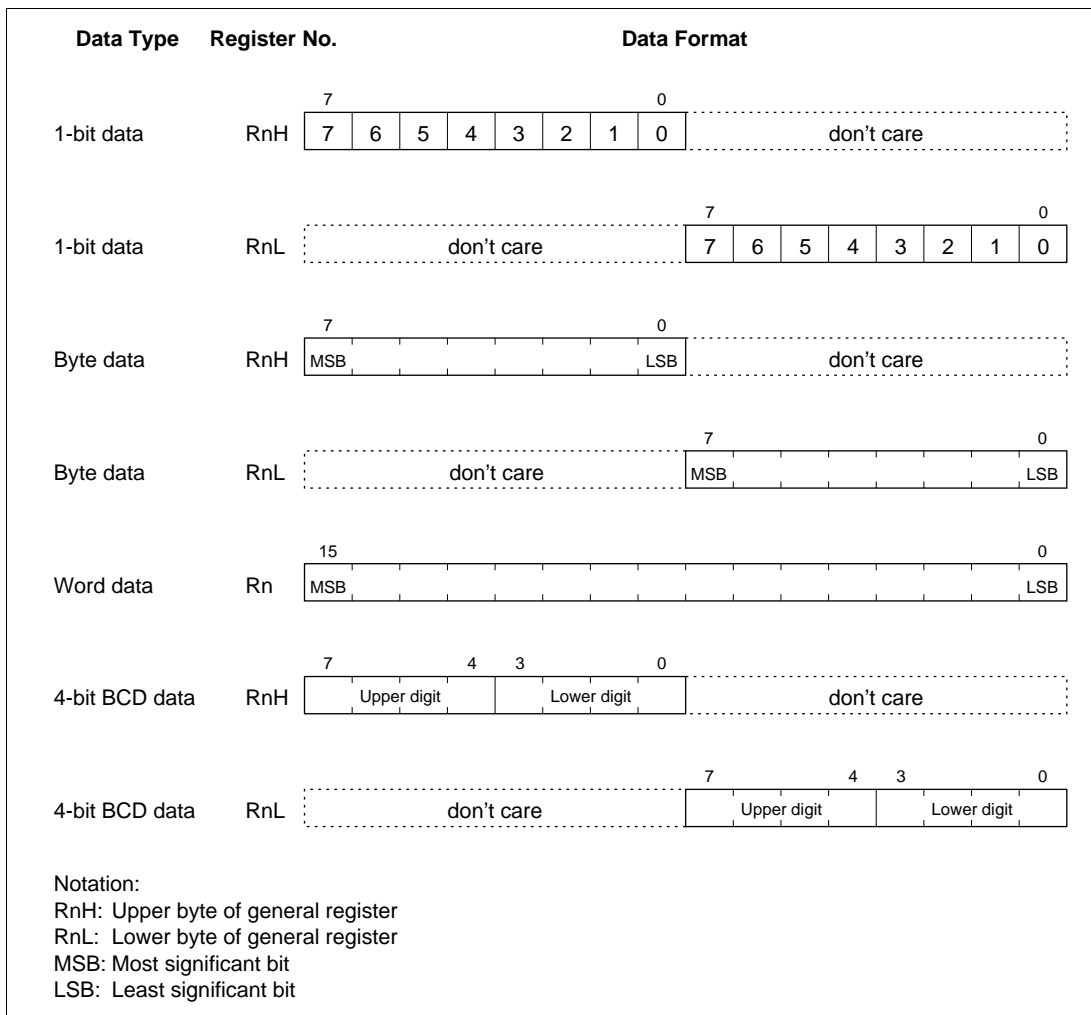 Data Type Register No. Data Format
7 0
1-bit data RnH 7 6 5 4 3 2 1 0 don't care
7 0
1-bit data RnL don't care 7 6 5 4 3 2 1 0
7 0
Byte data RnH MSB LSB don't care
7 0
Byte data RnL don't care MSB LSB
15 0
Word data Rn MSB LSB
7 4 3 0
4-bit BCD data RnH Upper digit Lower digit don't care
7 4 3 0
4-bit BCD data RnL don't care Upper digit Lower digit
Notation:
RnH: Upper byte of general register
RnL: Lower byte of general register
MSB: Most significant bit
LSB: Least significant bit